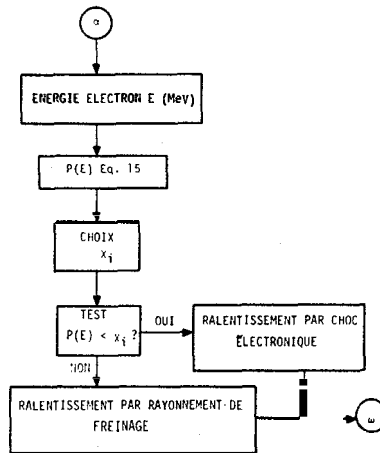 α
ENERGIE ELECTRON E (MeV)
P(E) Eq. 15
CHOIX
Xi
TEST
P(E) < Xi ?
OUI
RALENTISSEMENT PAR CHOC
ÉLECTRONIQUE
NON
RALENTISSEMENT PAR RAYONNEMENT DE
FREINAGE
ω